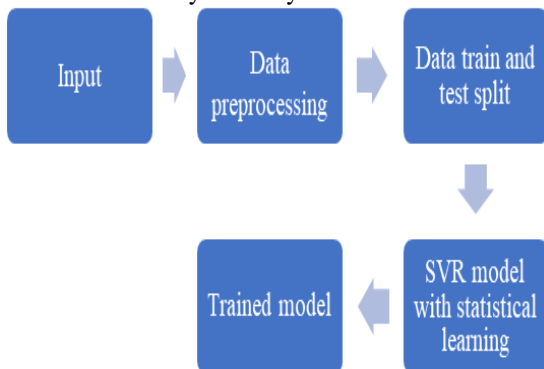 Input
Data
preprocessing
Data train and
test split
SVR model
with statistical
learning
Trained model